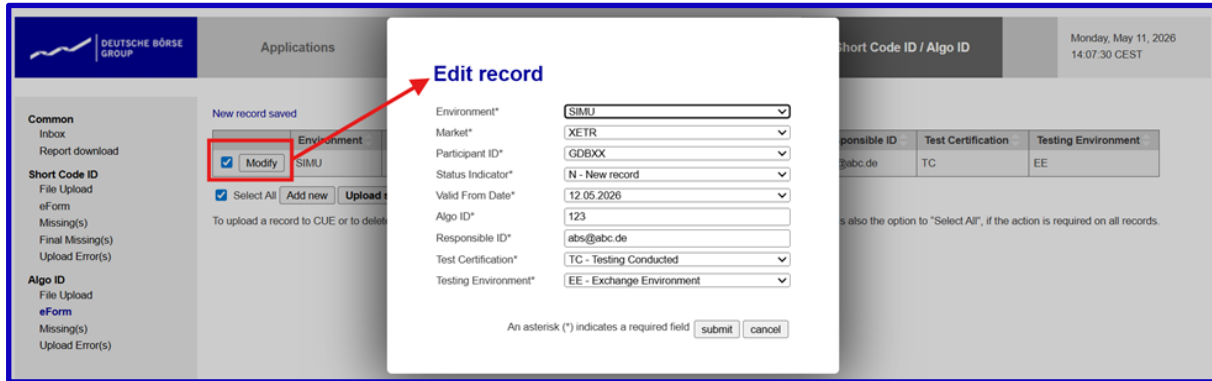 DEUTSCHE BÖRSE
GROUP
Applications
Short Code ID / Algo ID
Monday, May 11, 2026
14:07:30 CEST
Common
Inbox
Report download
Short Code ID
File Upload
eForm
Missing(s)
Final Missing(s)
Upload Error(s)
Algo ID
File Upload
eForm
Missing(s)
Upload Error(s)
New record saved
Environment
Test Certification
Testing Environment
Modify SIMU
TC
EE
Select All Add new Upload
To upload a record to CUE or to
also the option to "Select All", if the action is required on all records.
Edit record
Environment* SIMU
Market* XETR
Participant ID* GDBXX
Status Indicator* N - New record
Valid From Date* 12.05.2026
Algo ID* 123
Responsible ID* abs@abc.de
Test Certification* TC - Testing Conducted
Testing Environment* EE - Exchange Environment
An asterisk (*) indicates a required field submit cancel